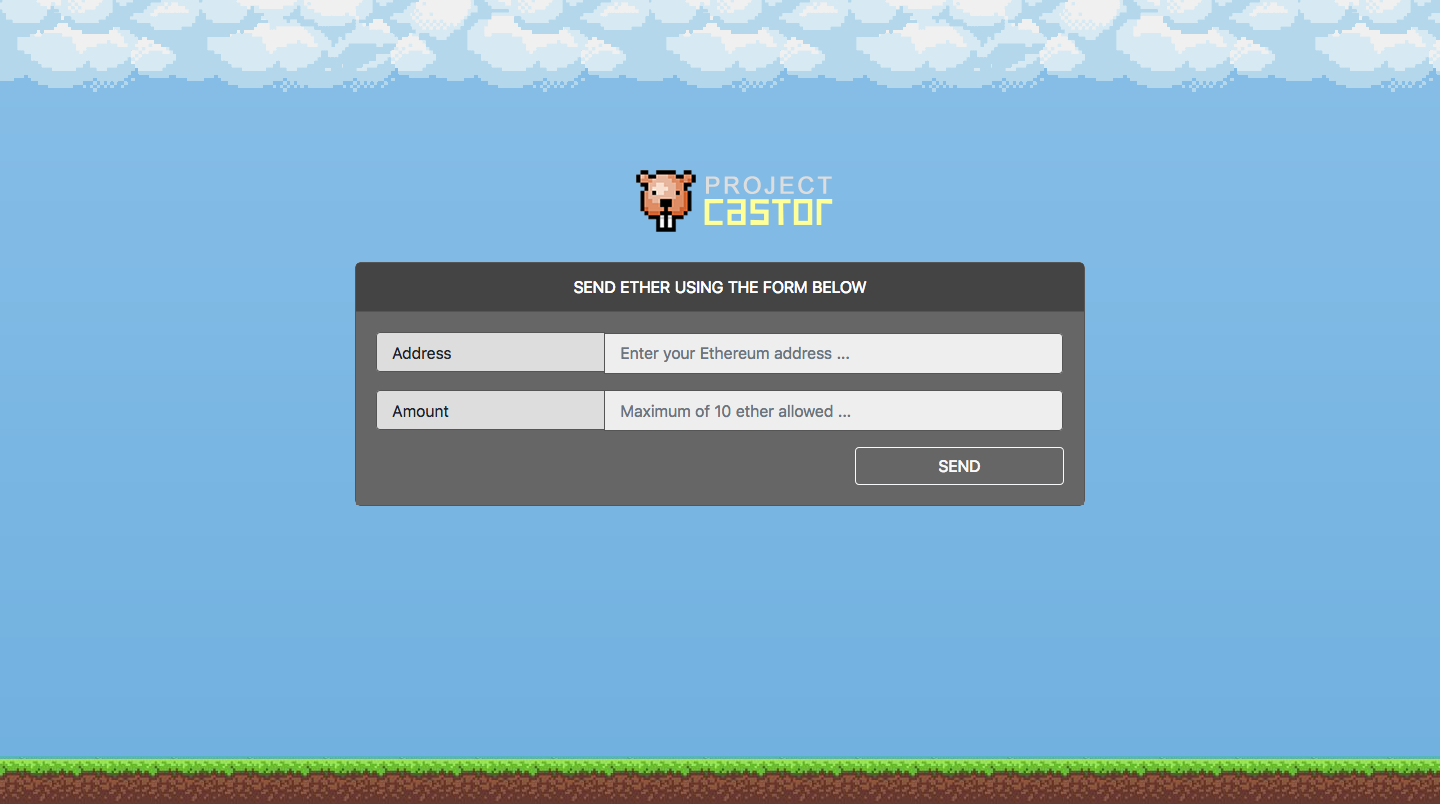 PROJECT
castor
SEND ETHER USING THE FORM BELOW
Address
Enter your Ethereum address ...
Amount
Maximum of 10 ether allowed ...
SEND